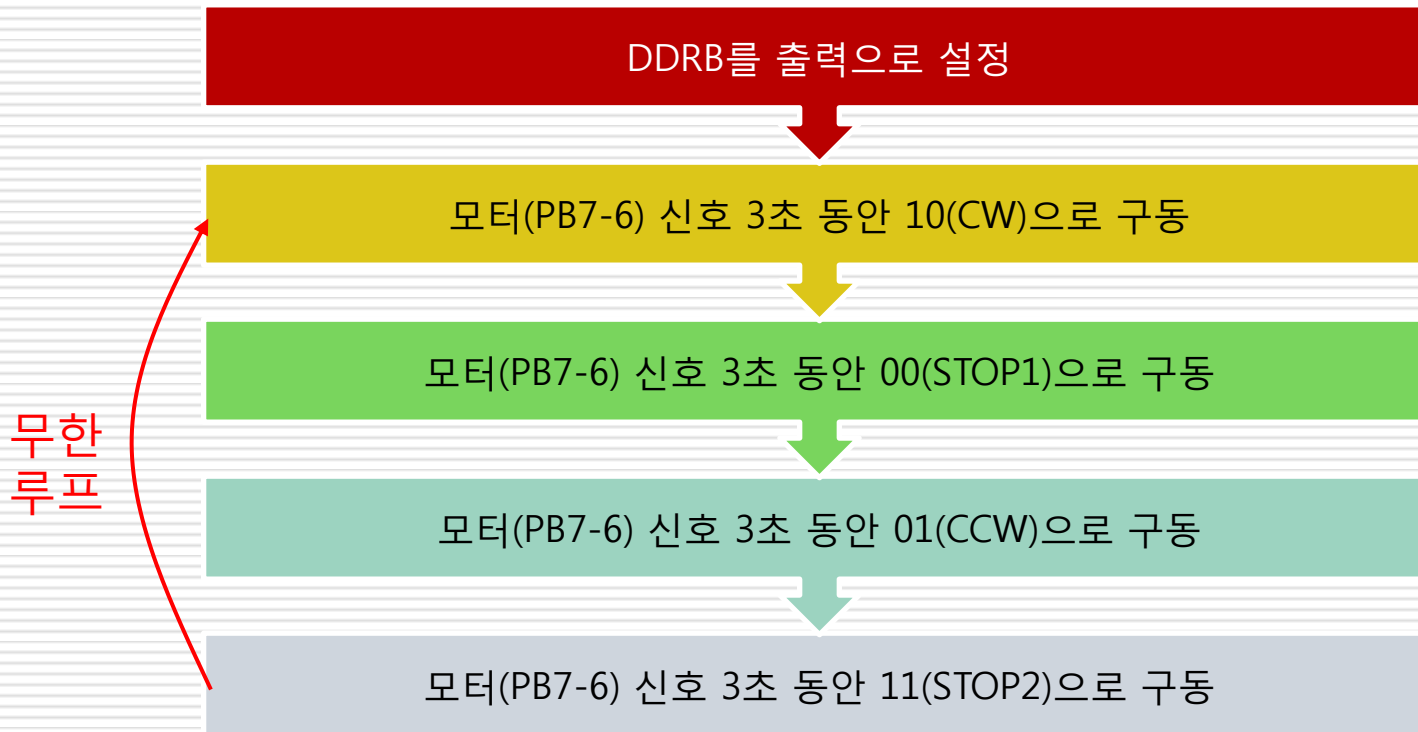 DDRB를 출력으로 설정
모터(PB7-6) 신호 3초 동안 10(CW)으로 구동
모터(PB7-6) 신호 3초 동안 00(STOP1)으로 구동
무한
루프
모터(PB7-6) 신호 3초 동안 01(CCW)으로 구동
모터(PB7-6) 신호 3초 동안 11(STOP2)으로 구동